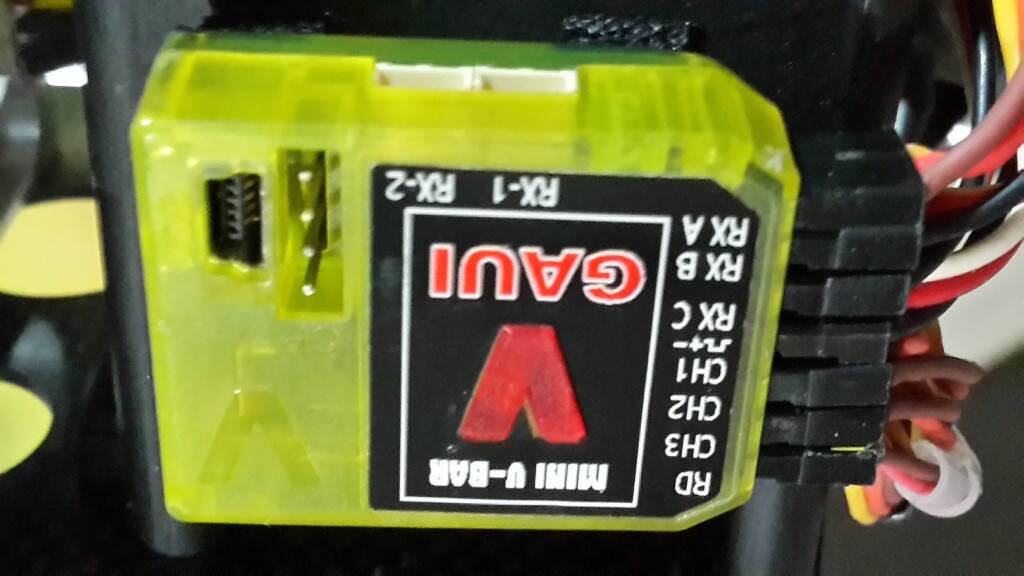 RX-1 RX-2
RX A
RX B
RX C
⎍+-
CH1
CH2
CH3
RD
GAUI
V
MINI V-BAR